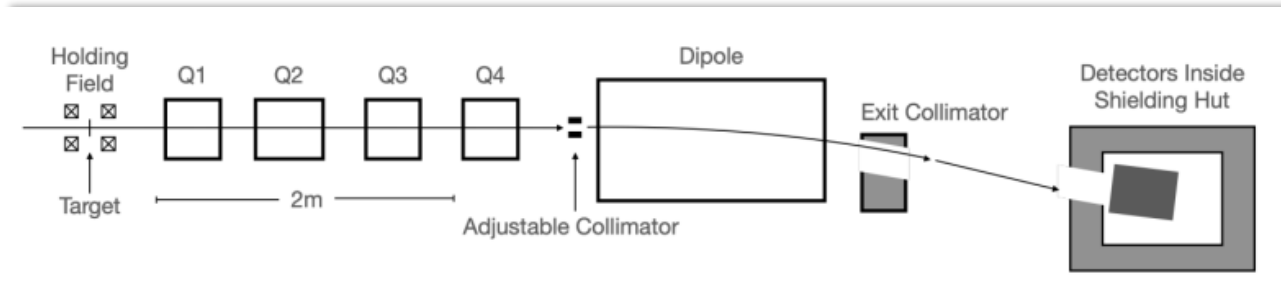 Holding
Field
Q1
Q2
Q3
Q4
Dipole
Detectors Inside
Shielding Hut
Exit Collimator
Target
2m
Adjustable Collimator